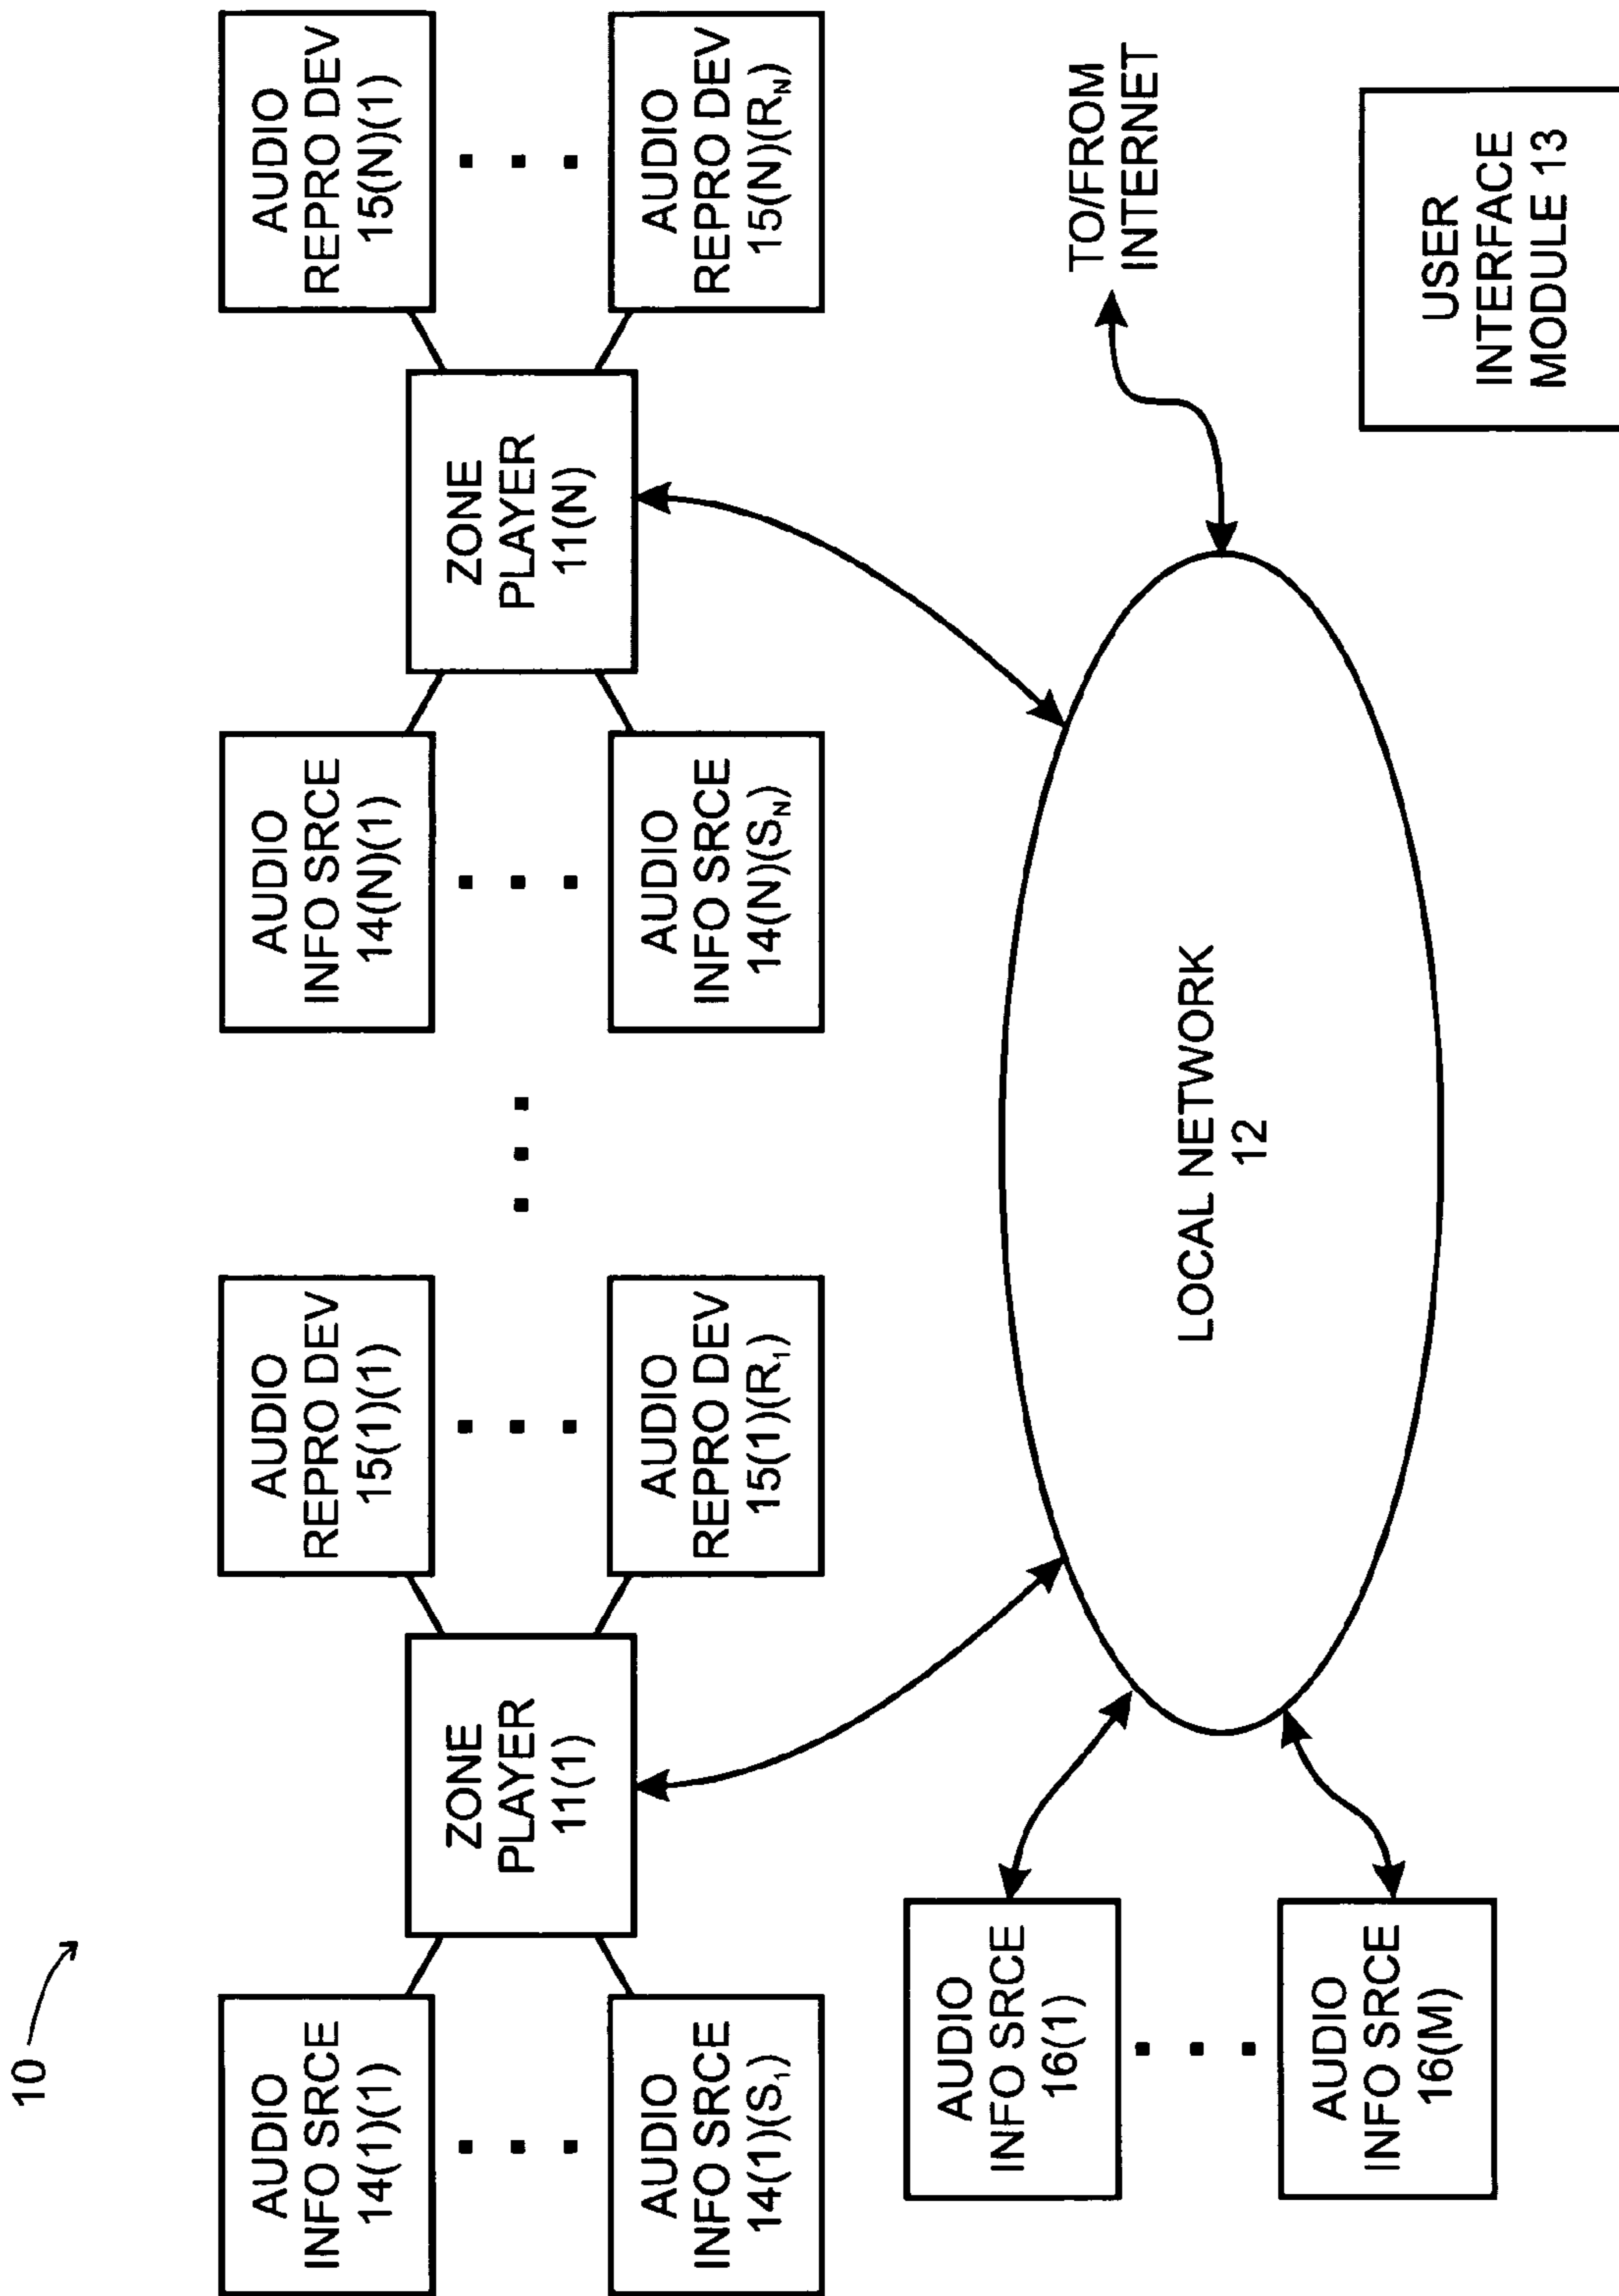 10
AUDIO
INFO SRCE
14(1)(1)
AUDIO
INFO SRCE
14(1)(S₁)
ZONE
PLAYER
11(1)
AUDIO
REPRO DEV
15(1)(1)
AUDIO
REPRO DEV
15(1)(R₁)
AUDIO
INFO SRCE
14(N)(1)
AUDIO
INFO SRCE
14(N)(S_N)
ZONE
PLAYER
11(N)
AUDIO
REPRO DEV
15(N)(1)
AUDIO
REPRO DEV
15(N)(R_N)
AUDIO
INFO SRCE
16(1)
AUDIO
INFO SRCE
16(M)
LOCAL NETWORK
12
TO/FROM
INTERNET
USER
INTERFACE
MODULE 13